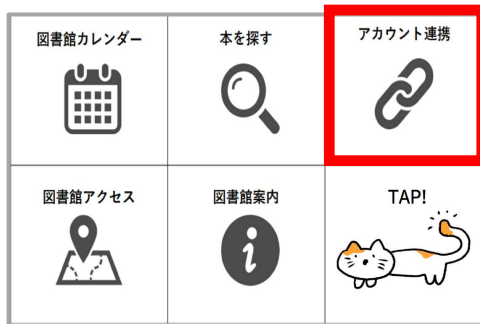 図書館カレンダー
本を探す
アカウント連携
図書館アクセス
図書館案内
TAP!